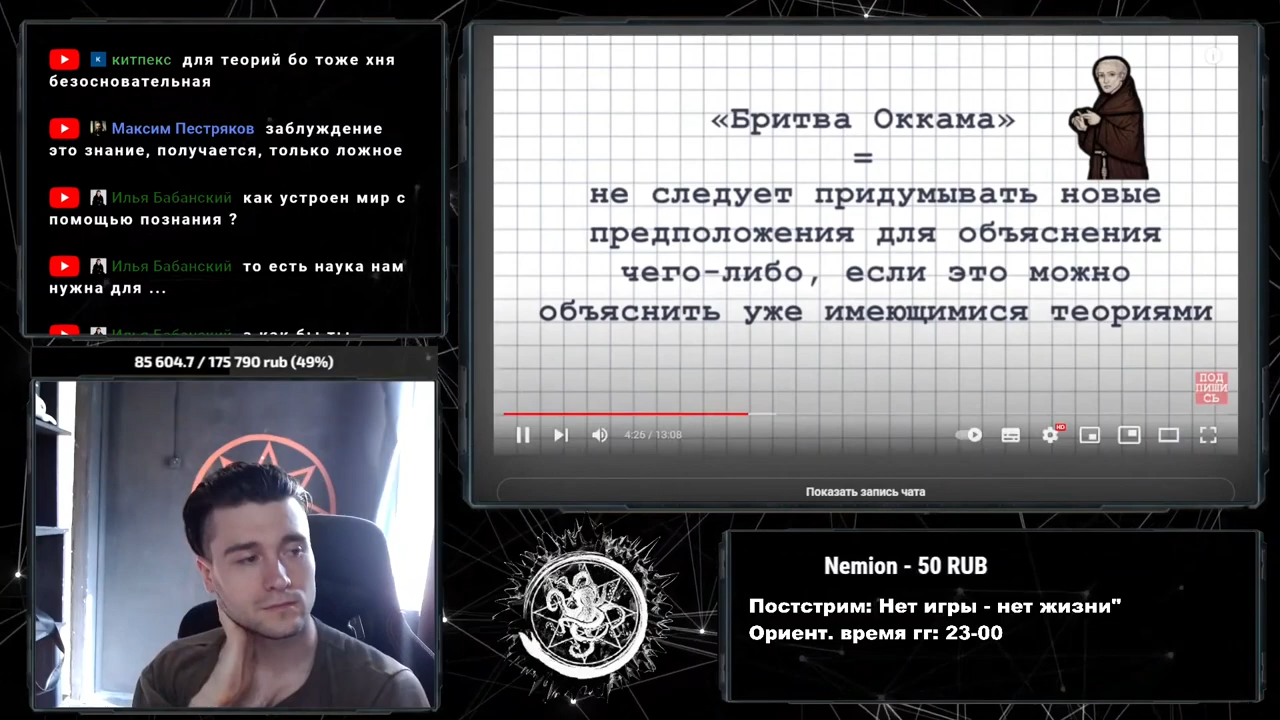 китпекс для теорий бо тоже хня
безосновательная
Максим Пестряков заблуждение
это знание, получается, только ложное
Илья Бабанский как устроен мир с
помощью познания ?
Илья Бабанский то есть наука нам
нужна для ...
85 604.7 / 175 790 rub (49%)
«Бритва Оккама»
=
не следует придумывать новые
предположения для объяснения
чего-либо, если это можно
объяснить уже имеющимися теориями
ПОД
ПИШИ
СЬ
4:26 / 13:08
HD
Показать запись чата
Nemion - 50 RUB
Постстрим: Нет игры - нет жизни"
Ориент. время гг: 23-00